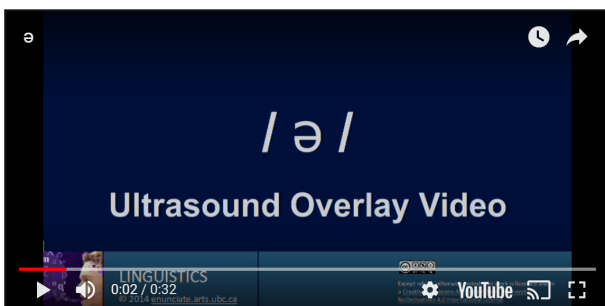 ə
/ ə /
Ultrasound Overlay Video
LINGUISTICS
0:02 / 0:32
YouTube
© 2014 enunciate.arts.ubc.ca